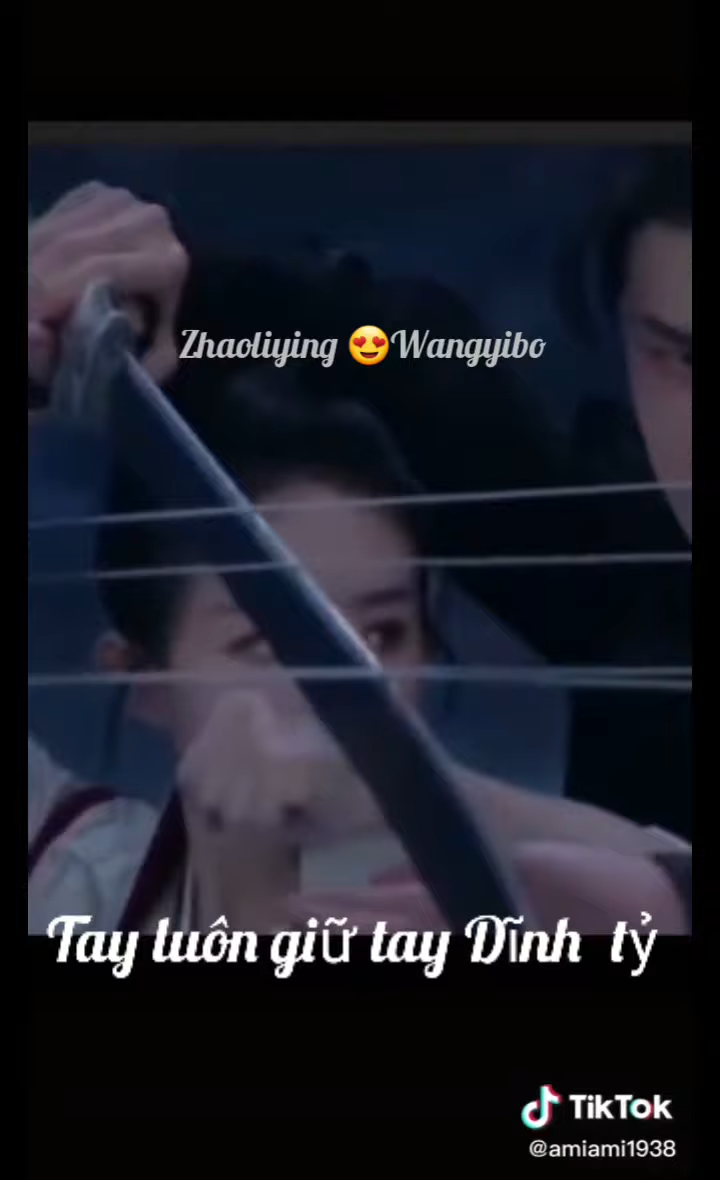 Zhaoliying 😍Wangyibo
Tay luôn giữ tay Dĩnh tỷ
TikTok
@amiami1938